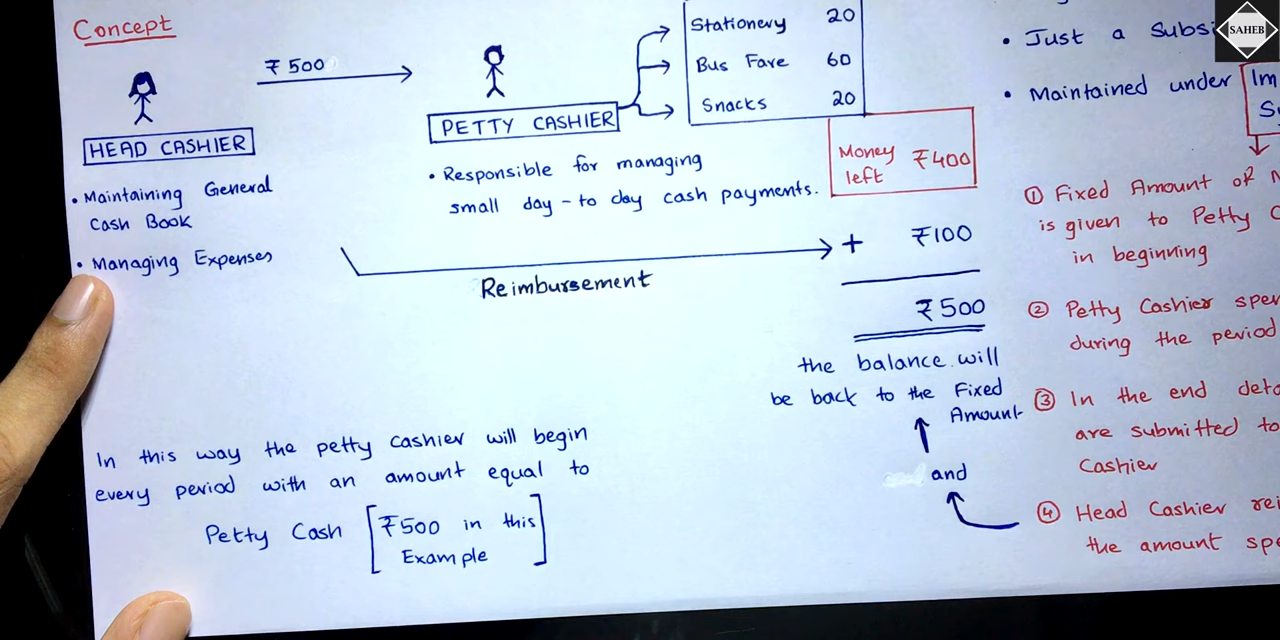 Concept
₹500
HEAD CASHIER
• Maintaining General
Cash Book
• Managing Expenses
PETTY CASHIER
• Responsible for managing
small day-to day cash payments.
Stationery 20
Bus Fare 60
Snacks 20
Money
left ₹400
Reimbursement
+ ₹100
₹500
the balance will
be back to the Fixed
Amount
and
In this way the petty cashier will begin
every period with an amount equal to
Petty Cash [₹500 in this
Example]
• Just a
• Maintained under
① Fixed Amount of
is given to Petty
in beginning
② Petty Cashier
during the period
③ In the end
are submitted to
Cashier
④ Head Cashier
the amount
SAHEB